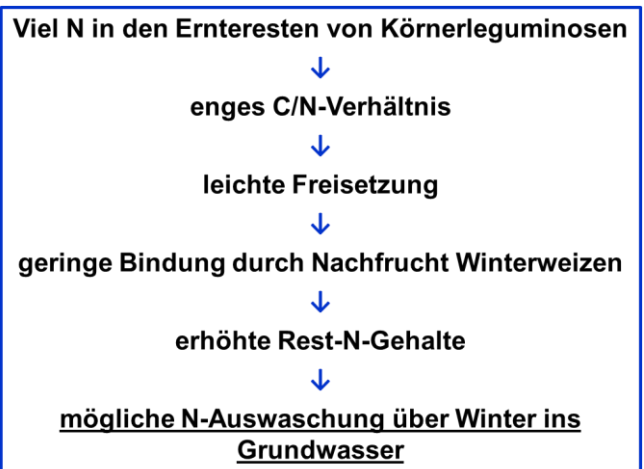 Viel N in den Ernteresten von Körnerleguminosen
↓
enges C/N-Verhältnis
↓
leichte Freisetzung
↓
geringe Bindung durch Nachfrucht Winterweizen
↓
erhöhte Rest-N-Gehalte
↓
mögliche N-Auswaschung über Winter ins
Grundwasser